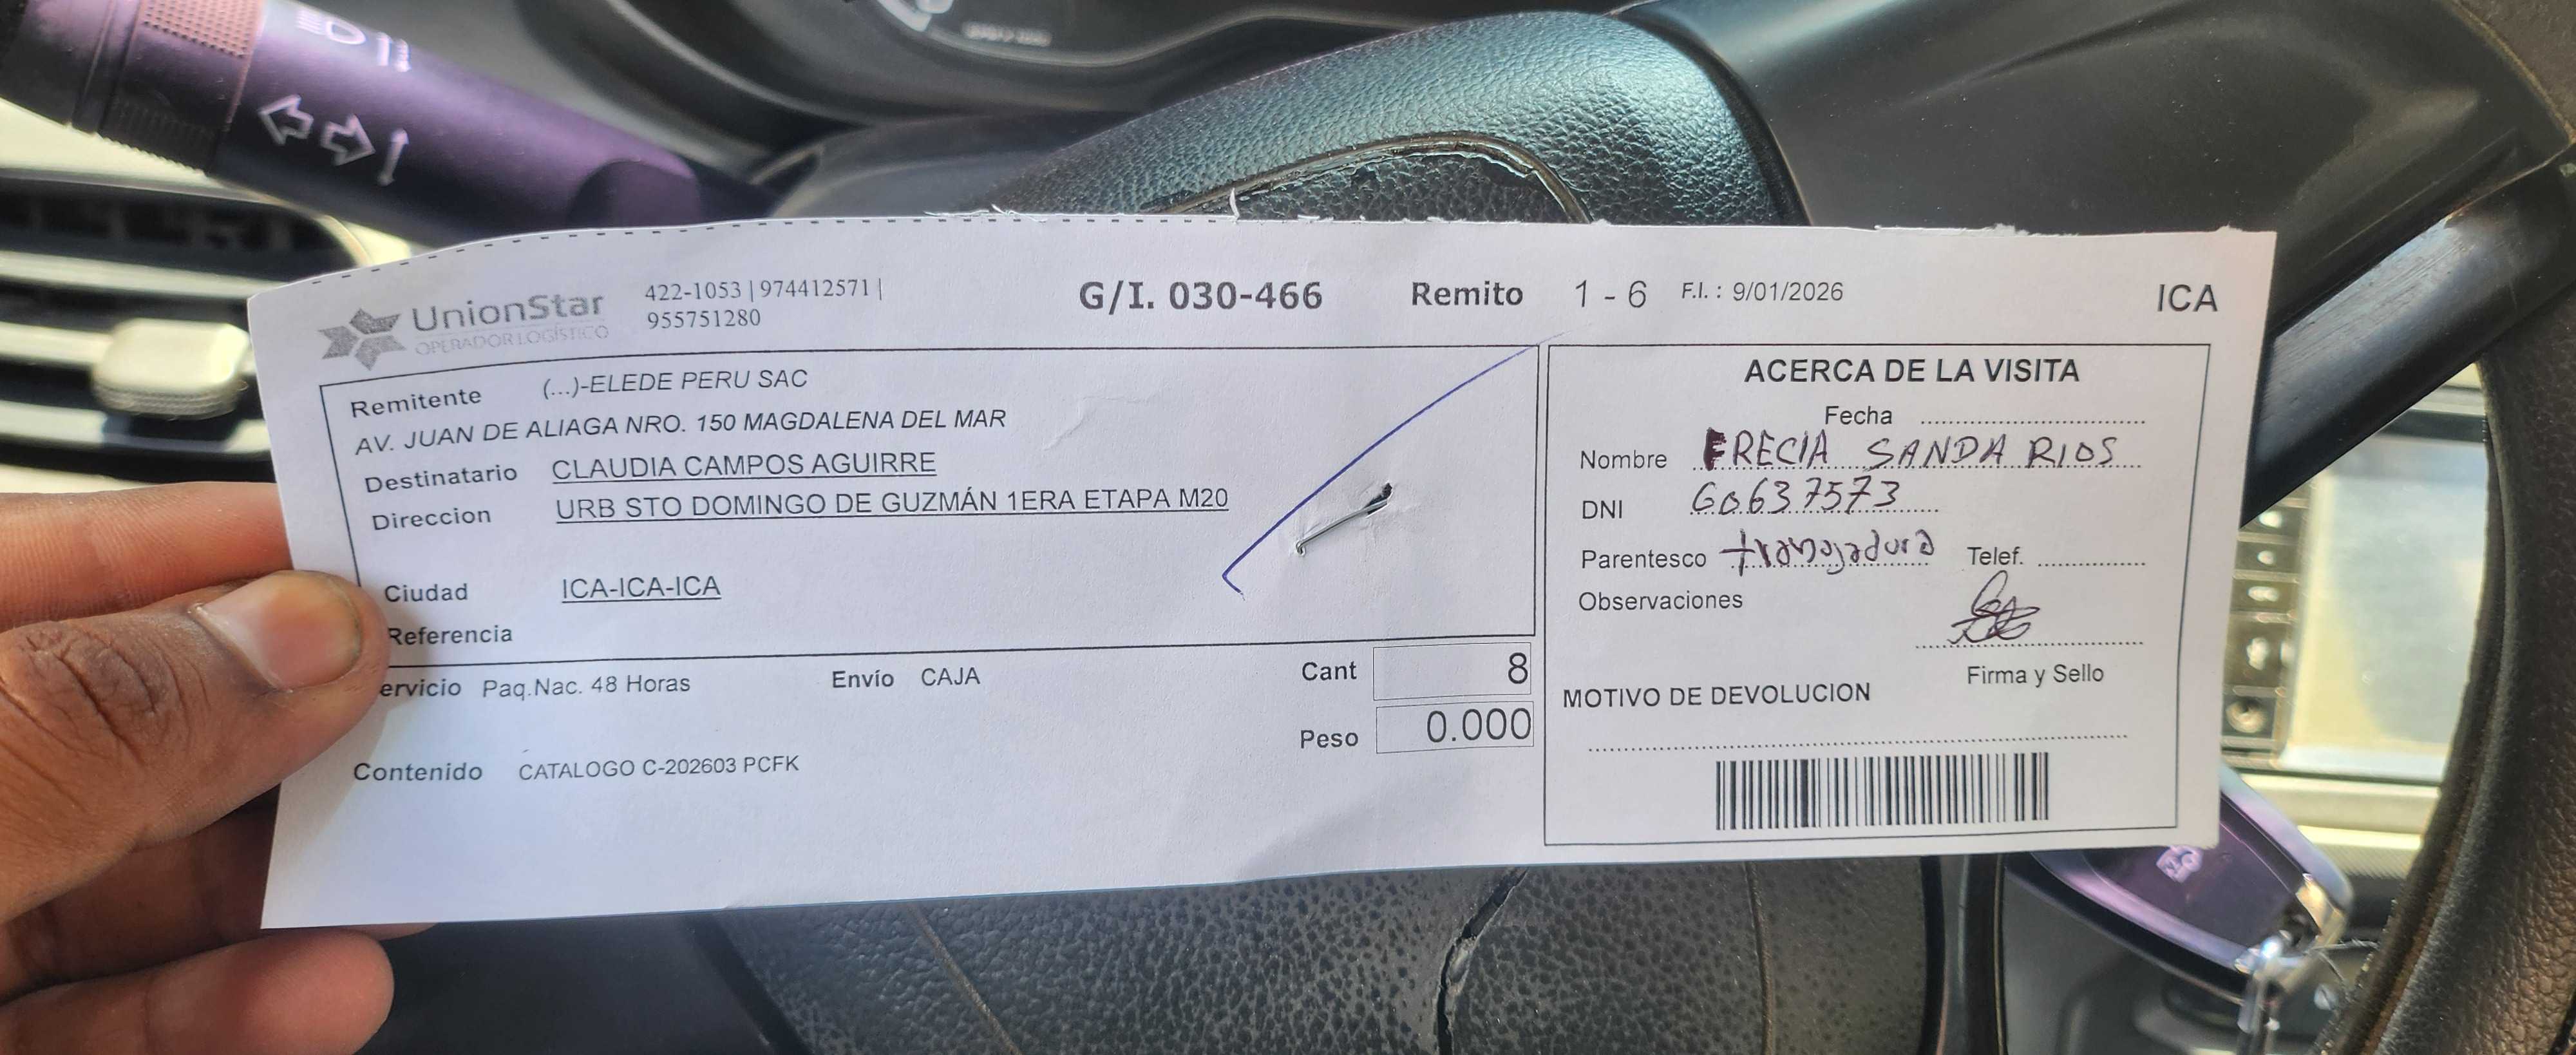 UnionStar
OPERADOR LOGÍSTICO
422-1053 | 974412571 |
955751280
G/I. 030-466
Remito 1 - 6
F.I. : 9/01/2026
ICA
Remitente (...)-ELEDE PERU SAC
AV. JUAN DE ALIAGA NRO. 150 MAGDALENA DEL MAR
Destinatario CLAUDIA CAMPOS AGUIRRE
Direccion URB STO DOMINGO DE GUZMÁN 1ERA ETAPA M20
Ciudad ICA-ICA-ICA
Referencia
ervicio Paq.Nac. 48 Horas
Envío CAJA
Cant 8
Peso 0.000
Contenido CATALOGO C-202603 PCFK
ACERCA DE LA VISITA
Fecha
Nombre FRECIA SANDA RIOS
DNI 60637573
Parentesco trabajadora Telef.
Observaciones
Firma y Sello
MOTIVO DE DEVOLUCION